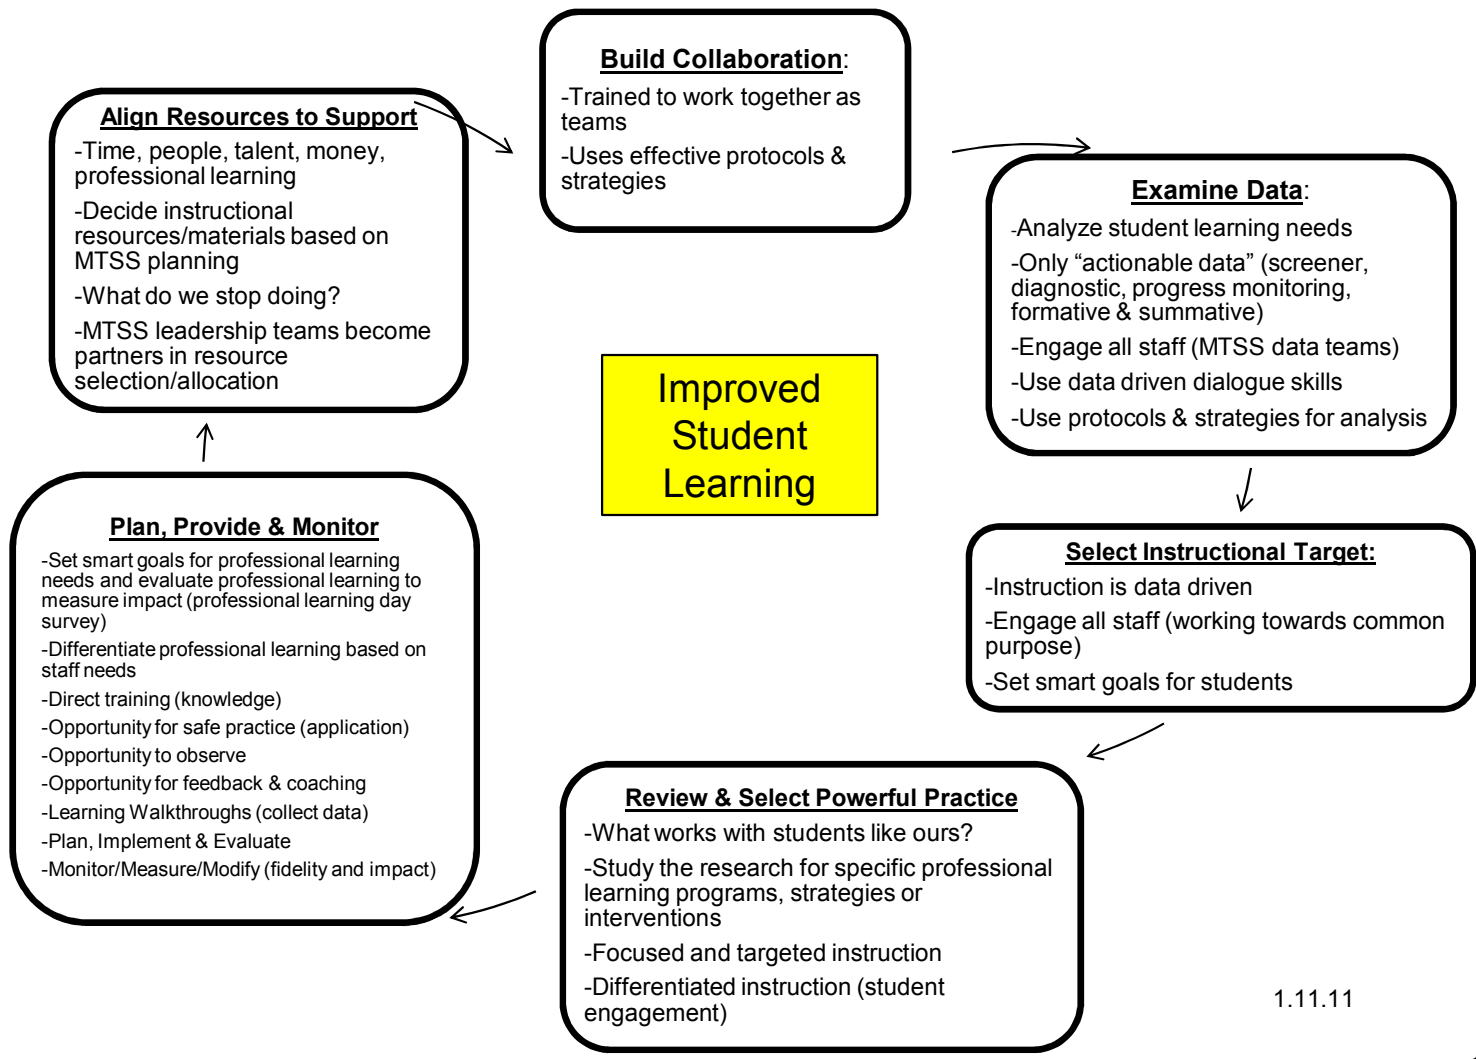 Build Collaboration:
-Trained to work together as
teams
-Uses effective protocols &
strategies
Examine Data:
-Analyze student learning needs
-Only “actionable data” (screener,
diagnostic, progress monitoring,
formative & summative)
-Engage all staff (MTSS data teams)
-Use data driven dialogue skills
-Use protocols & strategies for analysis
Select Instructional Target:
-Instruction is data driven
-Engage all staff (working towards common
purpose)
-Set smart goals for students
Review & Select Powerful Practice
-What works with students like ours?
-Study the research for specific professional
learning programs, strategies or
interventions
-Focused and targeted instruction
-Differentiated instruction (student
engagement)
Plan, Provide & Monitor
-Set smart goals for professional learning
needs and evaluate professional learning to
measure impact (professional learning day
survey)
-Differentiate professional learning based on
staff needs
-Direct training (knowledge)
-Opportunity for safe practice (application)
-Opportunity to observe
-Opportunity for feedback & coaching
-Learning Walkthroughs (collect data)
-Plan, Implement & Evaluate
-Monitor/Measure/Modify (fidelity and impact)
Align Resources to Support
-Time, people, talent, money,
professional learning
-Decide instructional
resources/materials based on
MTSS planning
-What do we stop doing?
-MTSS leadership teams become
partners in resource
selection/allocation
Improved
Student
Learning
1.11.11